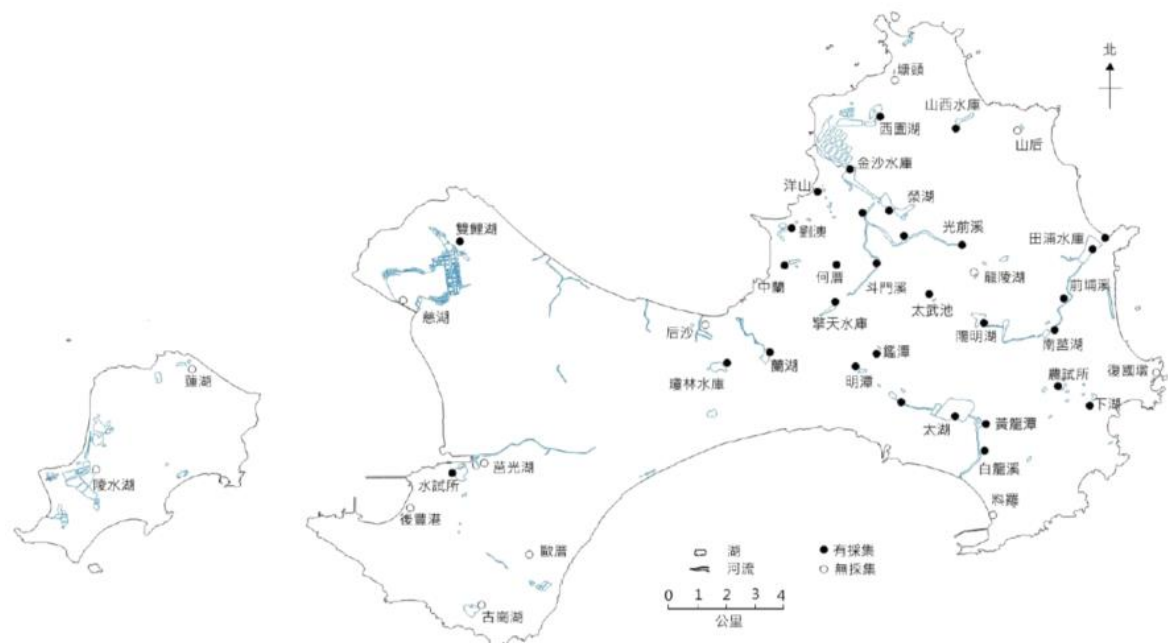 北
塘頭
山西水庫
西園湖
山后
金沙水庫
洋山
榮湖
劉澳
光前溪
田浦水庫
雙鯉湖
中蘭
何厝
斗門溪
龍陵湖
前埔溪
太武池
慈湖
擎天水庫
后沙
陽明湖
南莒湖
蓮湖
瓊林水庫
蘭湖
鑑潭
明潭
農試所
復國墩
下湖
太湖
黃龍潭
白龍溪
陵水湖
莒光湖
水試所
後豐港
料羅
歐厝
古崗湖
湖
有採集
河流
無採集
0 1 2 3 4
公里